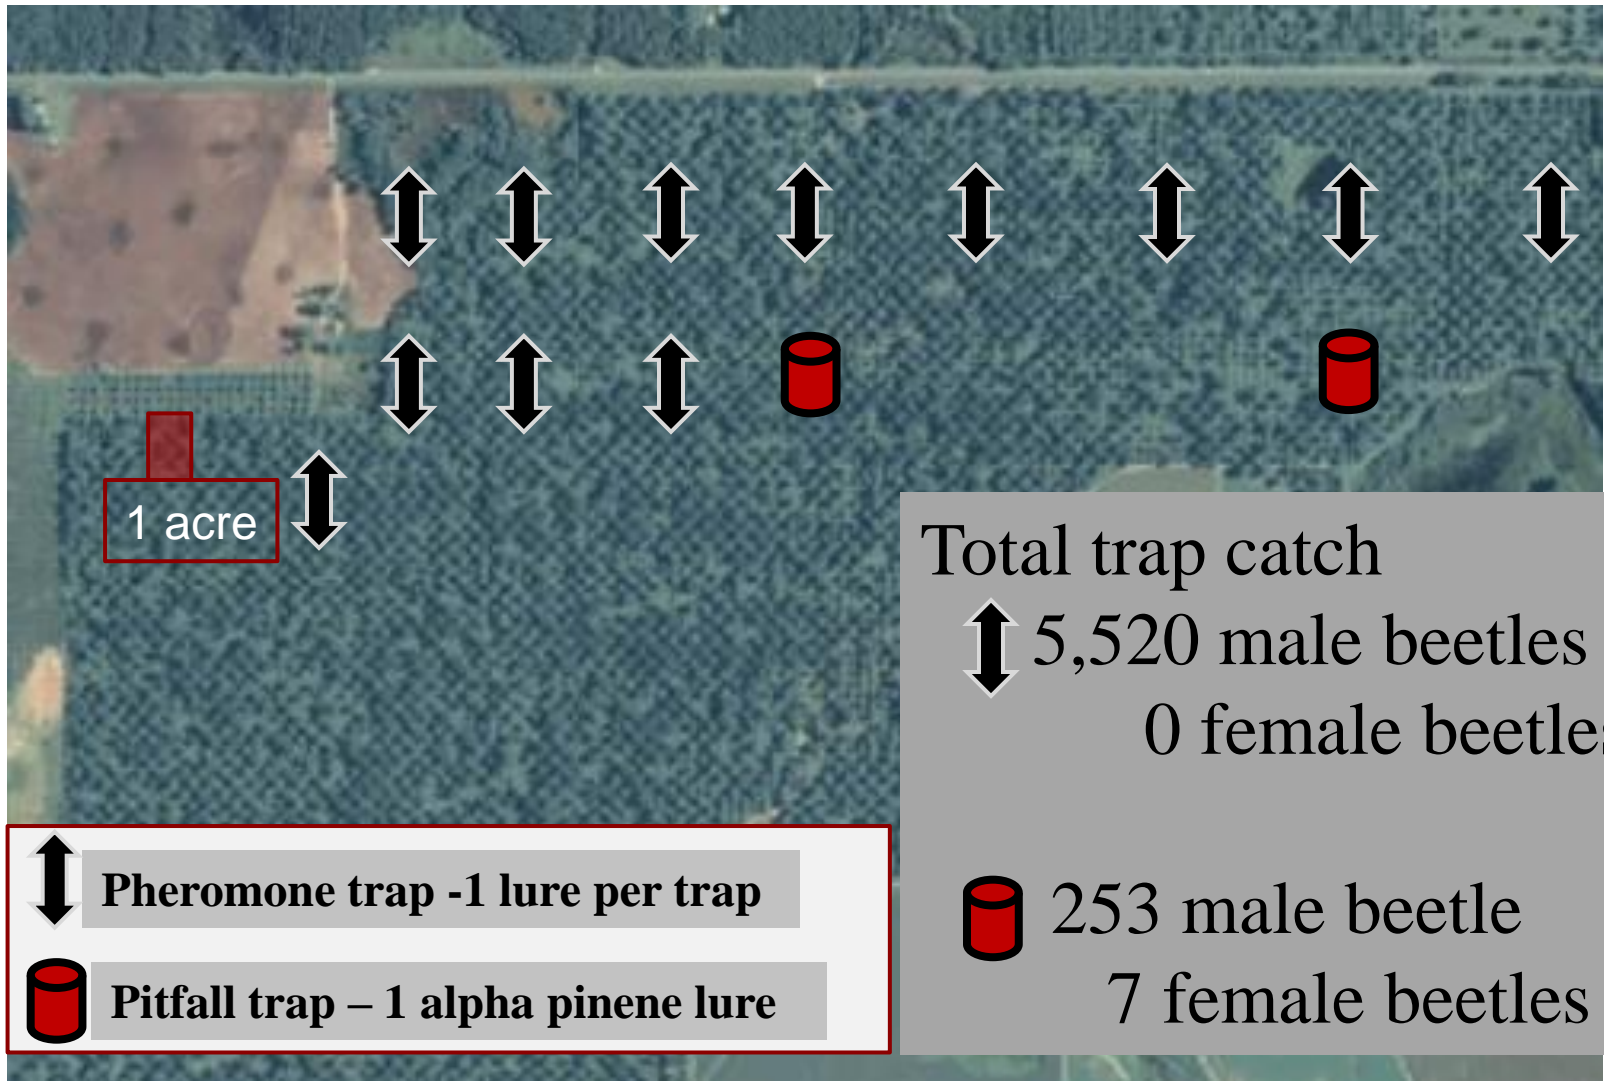 1 acre
Total trap catch
5,520 male beetles
0 female beetles
253 male beetle
7 female beetles
Pheromone trap -1 lure per trap
Pitfall trap – 1 alpha pinene lure